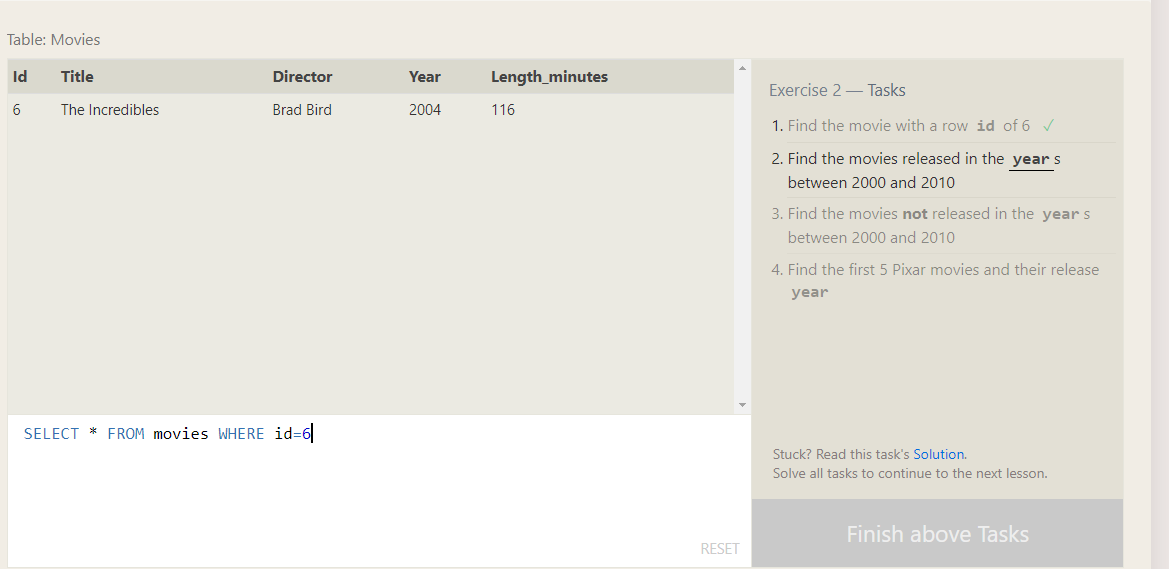 Table: Movies
Id Title Director Year Length_minutes
6 The Incredibles Brad Bird 2004 116
SELECT * FROM movies WHERE id=6
RESET
Exercise 2 — Tasks
1. Find the movie with a row id of 6 ✓
2. Find the movies released in the year s
between 2000 and 2010
3. Find the movies not released in the year s
between 2000 and 2010
4. Find the first 5 Pixar movies and their release
year
Stuck? Read this task's Solution.
Solve all tasks to continue to the next lesson.
Finish above Tasks